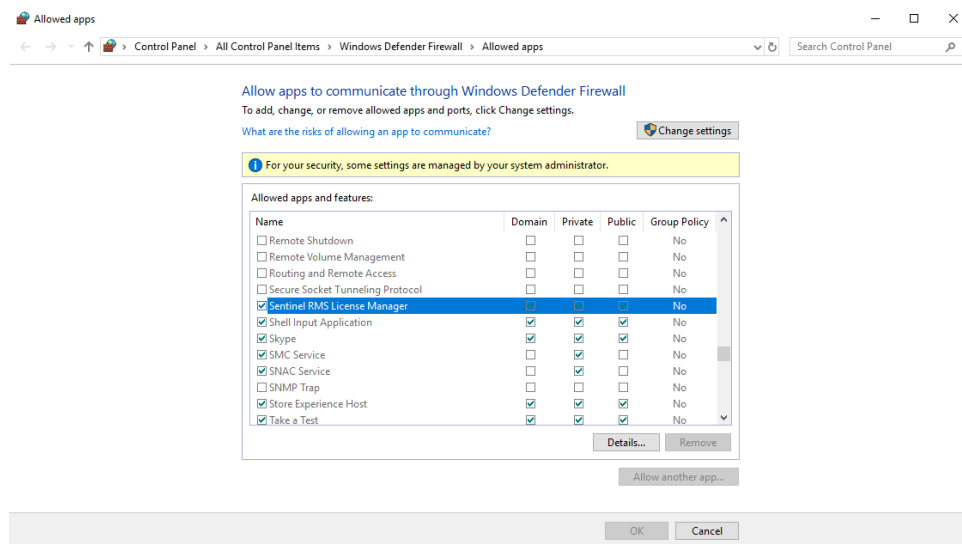 Allowed apps
Control Panel > All Control Panel Items > Windows Defender Firewall > Allowed apps
Search Control Panel
Allow apps to communicate through Windows Defender Firewall
To add, change, or remove allowed apps and ports, click Change settings.
What are the risks of allowing an app to communicate?
Change settings
For your security, some settings are managed by your system administrator.
Allowed apps and features:
Name Domain Private Public Group Policy
Remote Shutdown No
Remote Volume Management No
Routing and Remote Access No
Secure Socket Tunneling Protocol No
Sentinel RMS License Manager No
Shell Input Application No
Skype No
SMC Service No
SNAC Service No
SNMP Trap No
Store Experience Host No
Take a Test No
Details... Remove
Allow another app...
OK Cancel